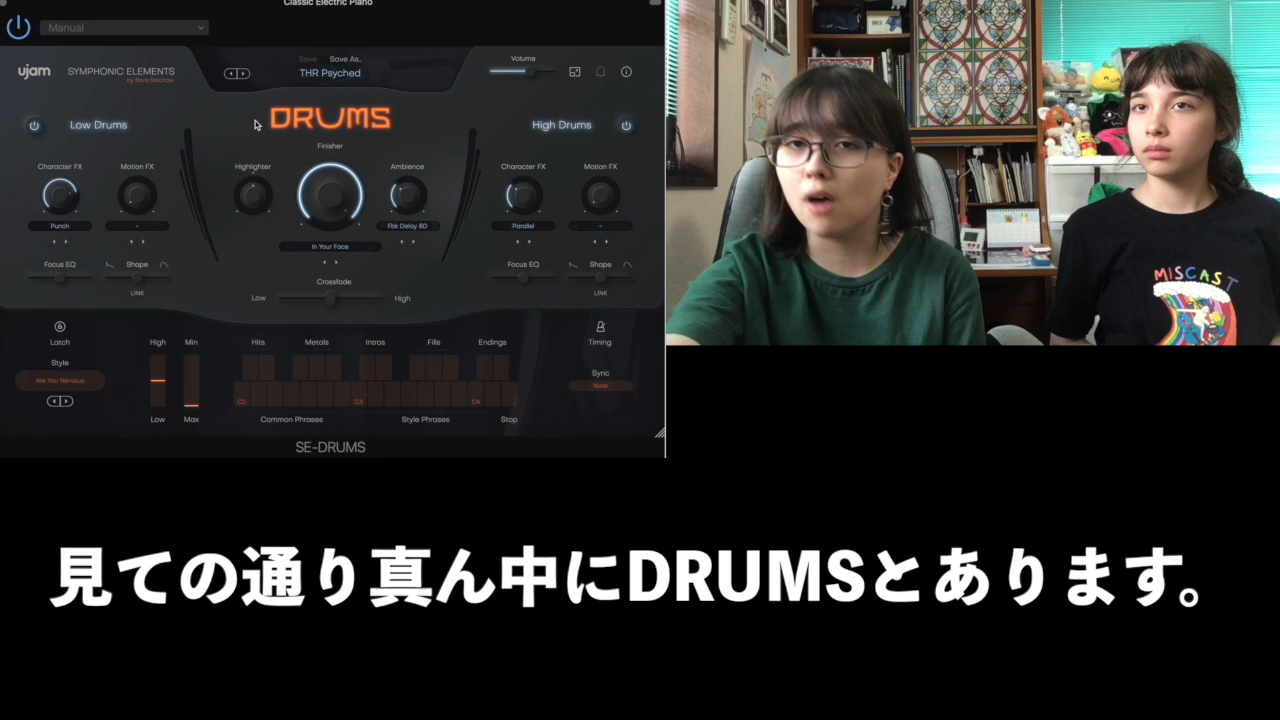 Classic Electric Piano
Manual
ujam SYMPHONIC ELEMENTS
Save Save As..
THR Psyched
Volume
Low Drums
DRUMS
High Drums
Finisher
Character FX Motion FX Highlighter Ambience Character FX Motion FX
Punch - In Your Face Fbk Delay 8D Parallel -
Focus EQ Shape Focus EQ Shape
LINK LINK
Crossfade
Low High
Latch High Min Hits Metals Intros Fills Endings Timing
Style Sync
Are You Nervous Note
C2 C3 C4
Low Max Common Phrases Style Phrases Stop
SE-DRUMS
MISCAST
見ての通り真ん中にDRUMSとあります。